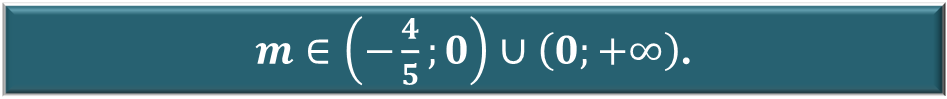 m ∈ (−4/5; 0) ∪ (0; +∞).